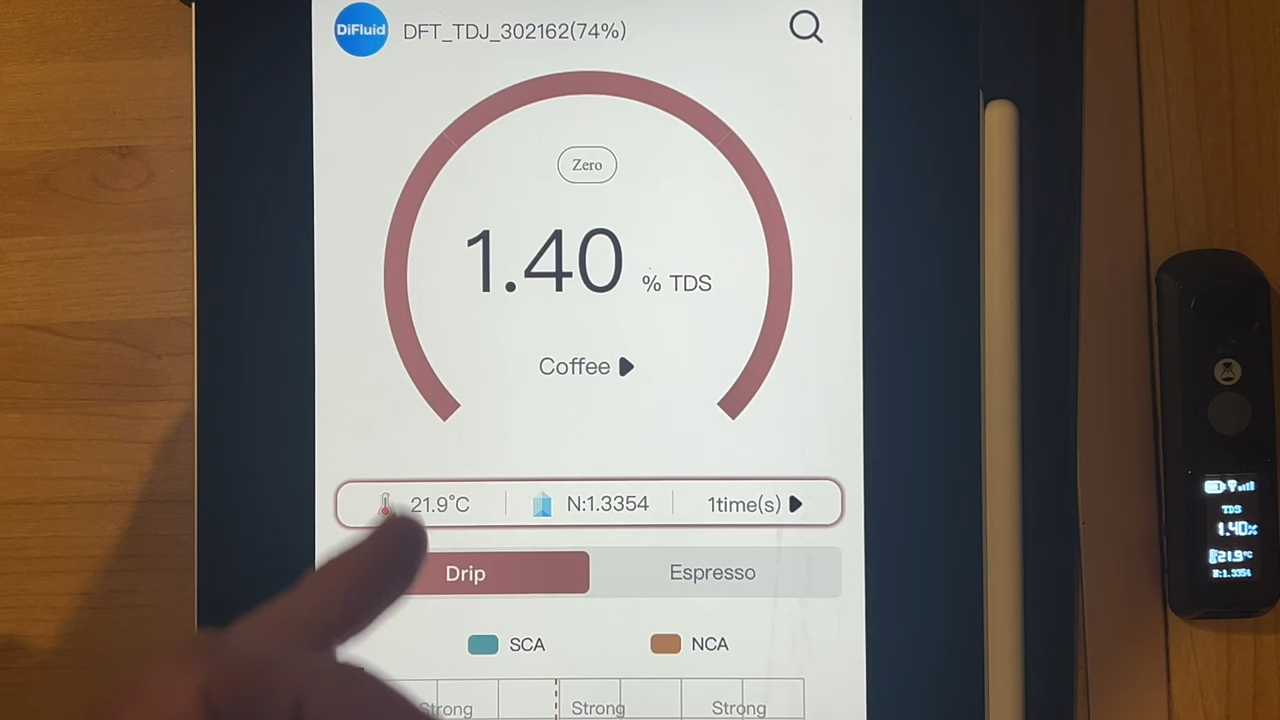 DiFluid DFT_TDJ_302162(74%)
Zero
1.40 % TDS
Coffee
21.9°C N:1.3354 1time(s)
Drip Espresso
SCA NCA
Strong Strong Strong
TDS
1.40%
21.9°C
N:1.3354